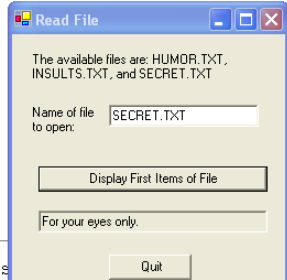 Read File
The available files are: HUMOR.TXT,
INSULTS.TXT, and SECRET.TXT
Name of file
to open:
SECRET.TXT
Display First Items of File
For your eyes only.
Quit